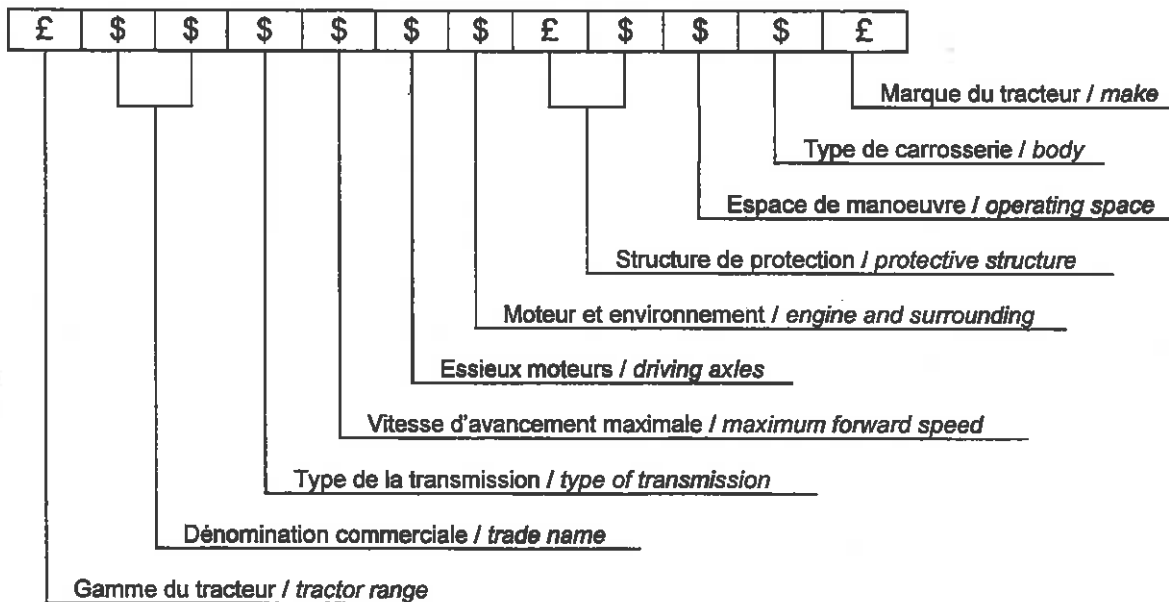 £ $ $ $ $ $ $ £ $ $ $ £
Marque du tracteur / make
Type de carrosserie / body
Espace de manoeuvre / operating space
Structure de protection / protective structure
Moteur et environnement / engine and surrounding
Essieux moteurs / driving axles
Vitesse d'avancement maximale / maximum forward speed
Type de la transmission / type of transmission
Dénomination commerciale / trade name
Gamme du tracteur / tractor range